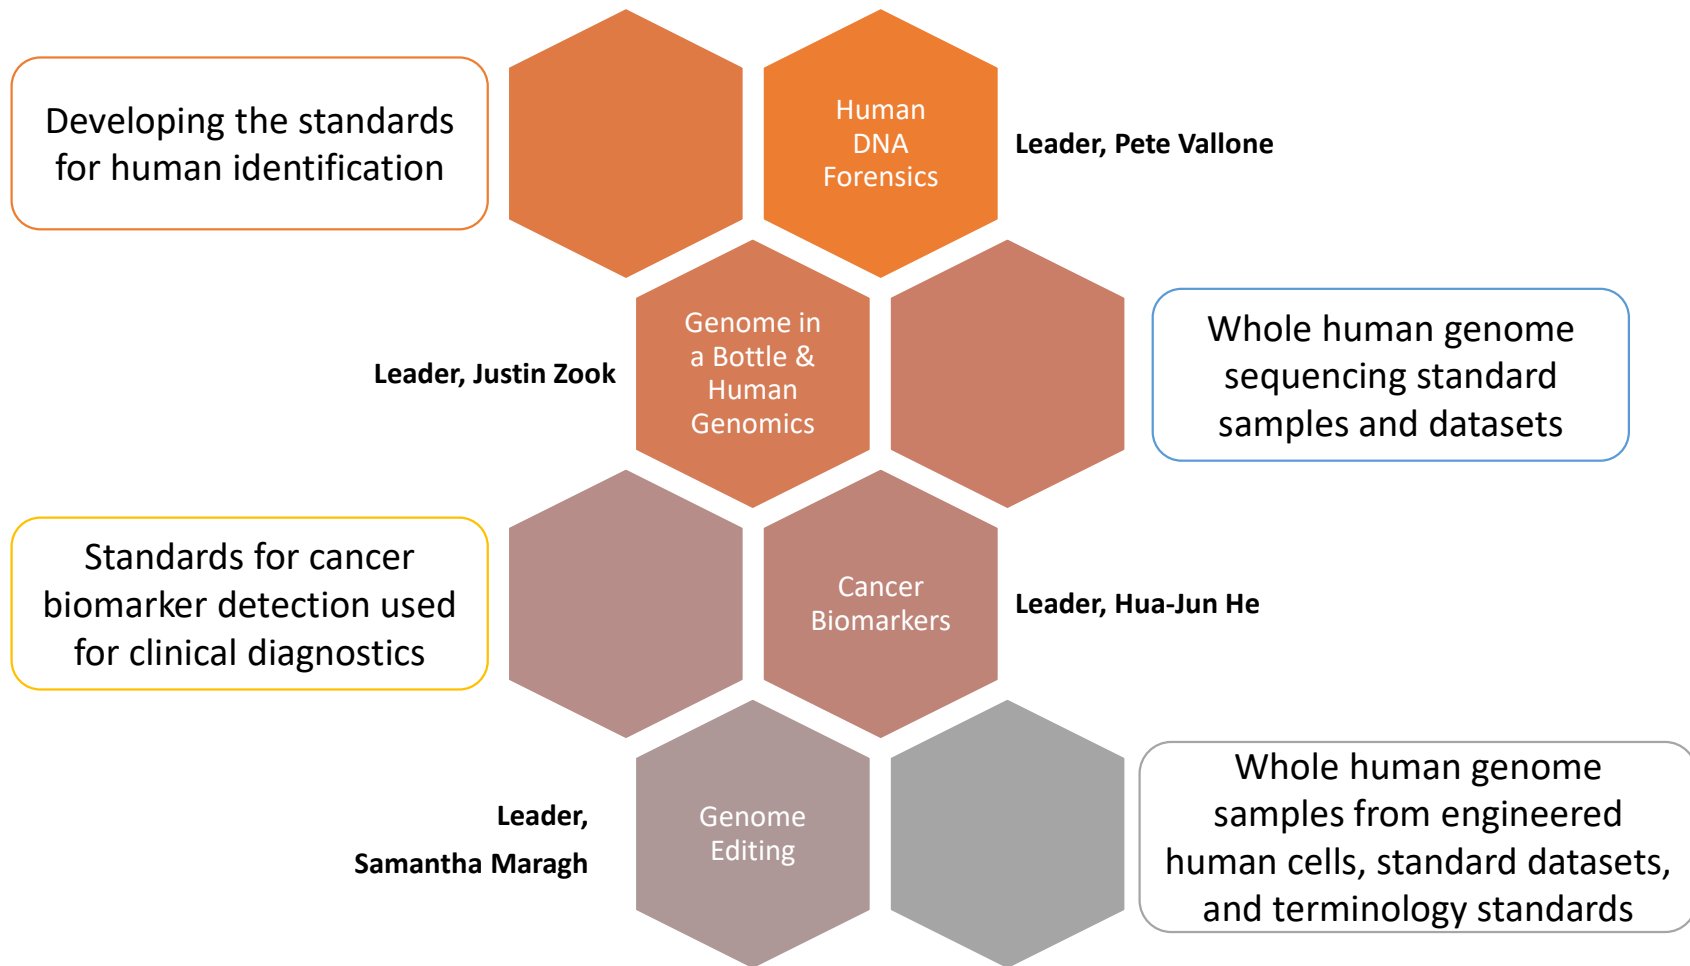 Developing the standards
for human identification
Human
DNA
Forensics
Leader, Pete Vallone
Leader, Justin Zook
Genome in
a Bottle &
Human
Genomics
Whole human genome
sequencing standard
samples and datasets
Standards for cancer
biomarker detection used
for clinical diagnostics
Cancer
Biomarkers
Leader, Hua-Jun He
Leader,
Samantha Maragh
Genome
Editing
Whole human genome
samples from engineered
human cells, standard datasets,
and terminology standards